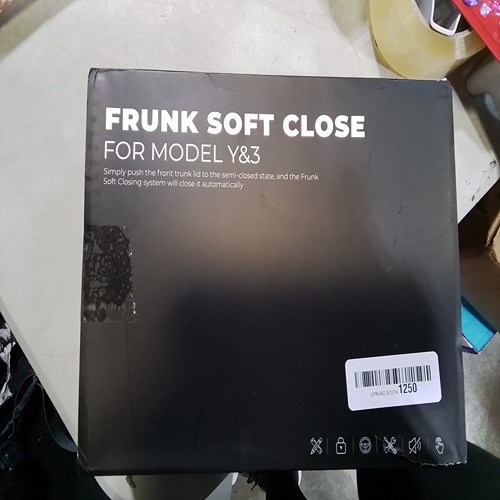 FRUNK SOFT CLOSE
FOR MODEL Y&3
Simply push the front trunk lid to the semi-closed state, and the Frunk
Soft Closing system will close it automatically
1250